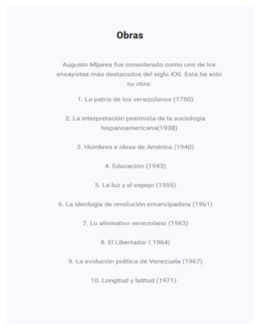 Obras
Augusto Mijares fue considerado como uno de los
ensayistas más destacados del siglo XXI. Esta ha sido
su obra:
1. La patria de los venezolanos (1750)
2. La interpretación pesimista de la sociología
hispanoamericana(1938)
3. Hombres e ideas de América (1940)
4. Educación (1943)
5. La luz y el espejo (1955)
6. La ideología de revolución emancipadora (1961)
7. Lo afirmativo venezolano (1963)
8. El Libertador ( 1964)
9. La evolución política de Venezuela (1967)
10. Longitud y latitud (1971)